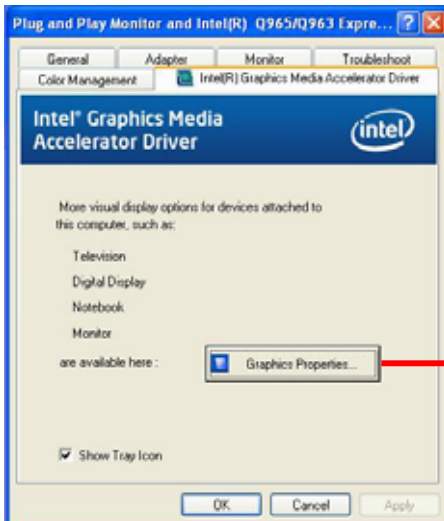 Plug and Play Monitor and Intel(R) Q965/Q963 Expre...
General Adapter Monitor Troubleshoot
Color Management Intel(R) Graphics Media Accelerator Driver
Intel® Graphics Media
Accelerator Driver
intel
More visual display options for devices attached to
this computer, such as:
Television
Digital Display
Notebook
Monitor
are available here :
Graphics Properties...
Show Tray Icon
OK Cancel Apply